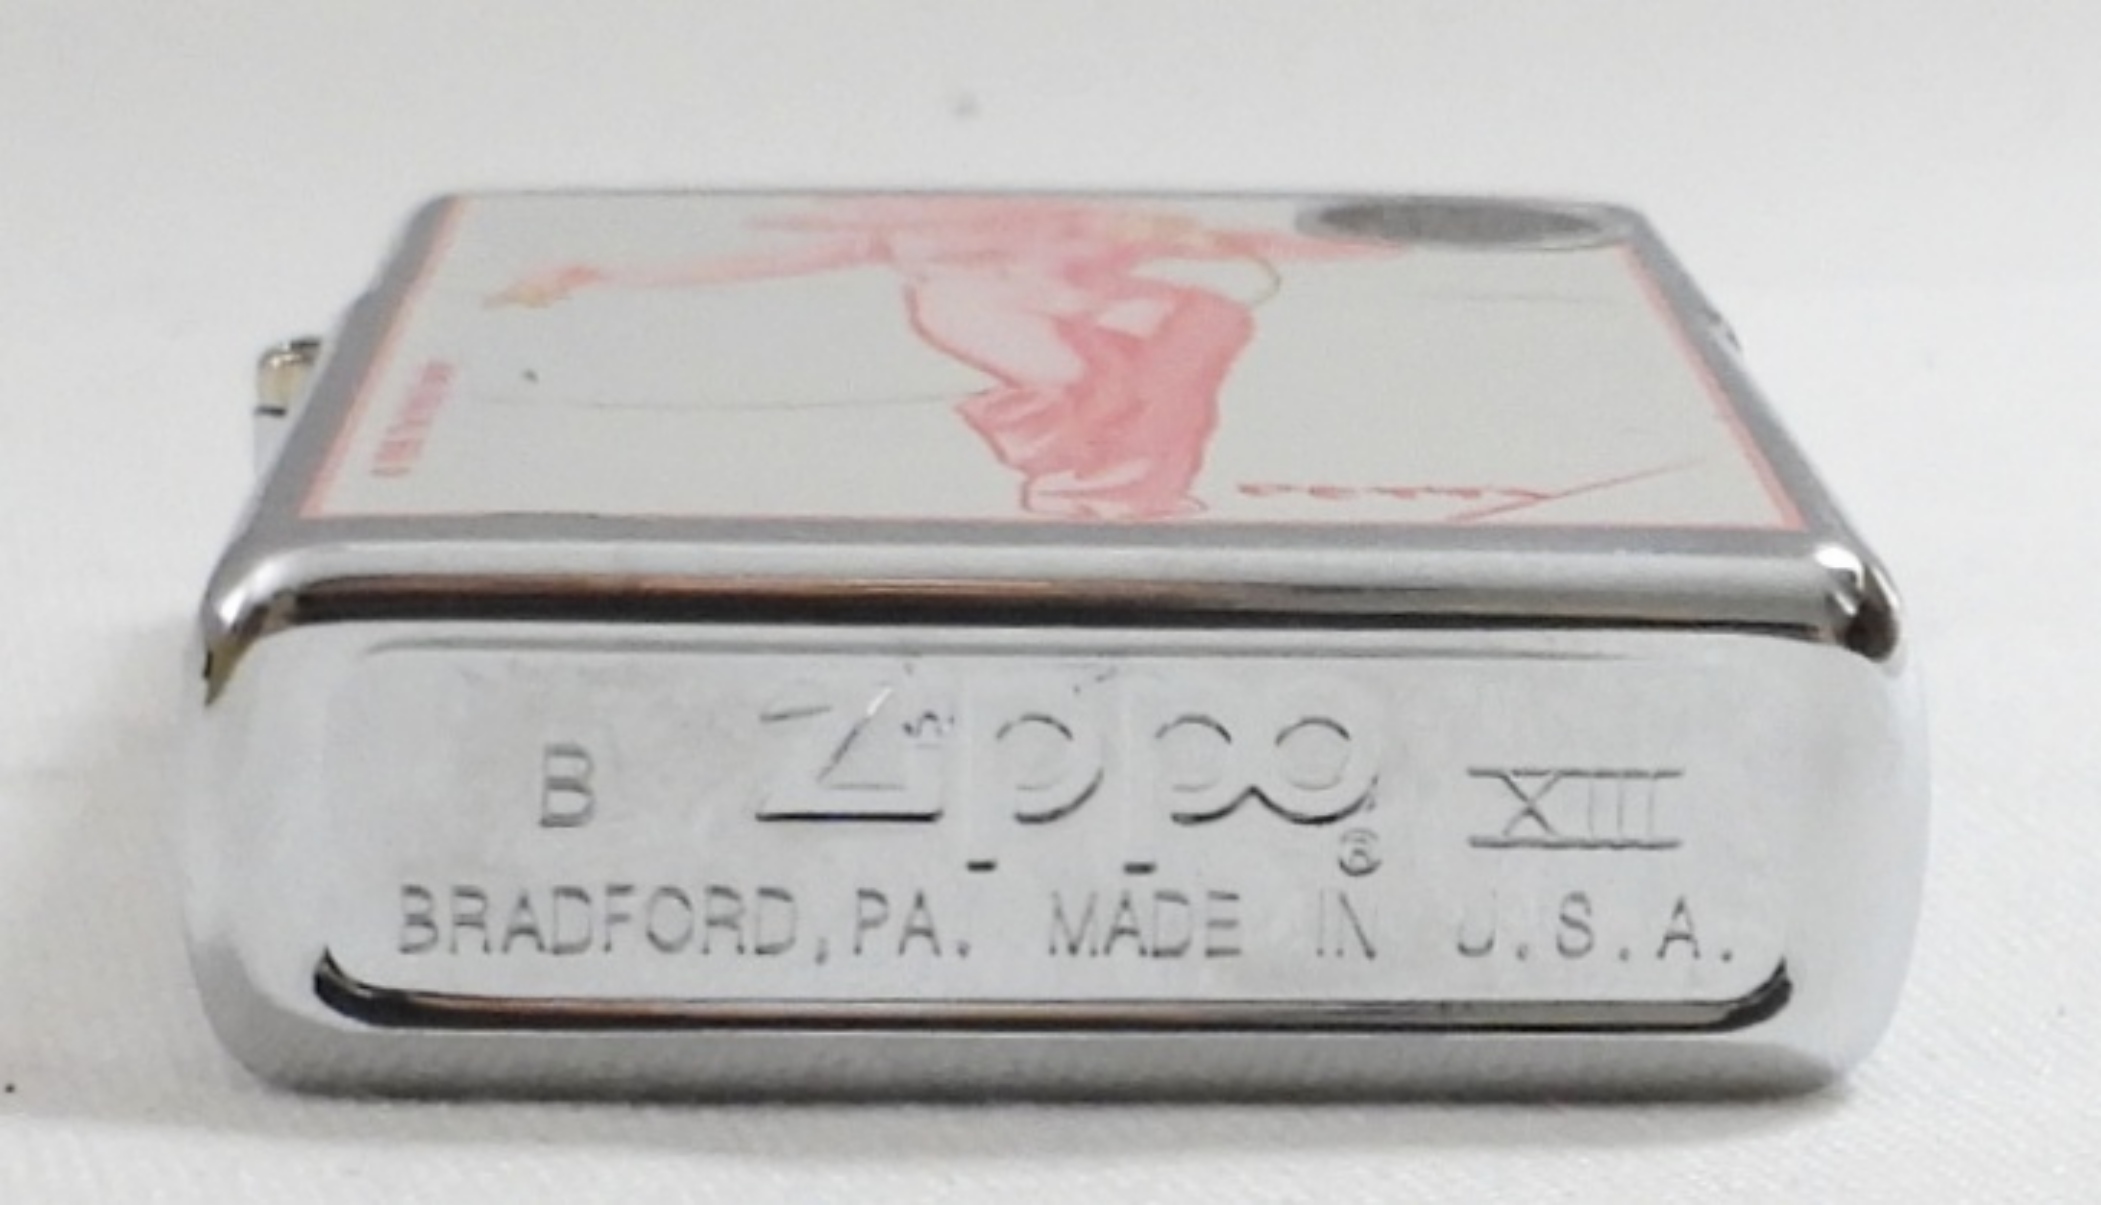 B Zippo ® XIII
BRADFORD, PA. MADE IN U.S.A.